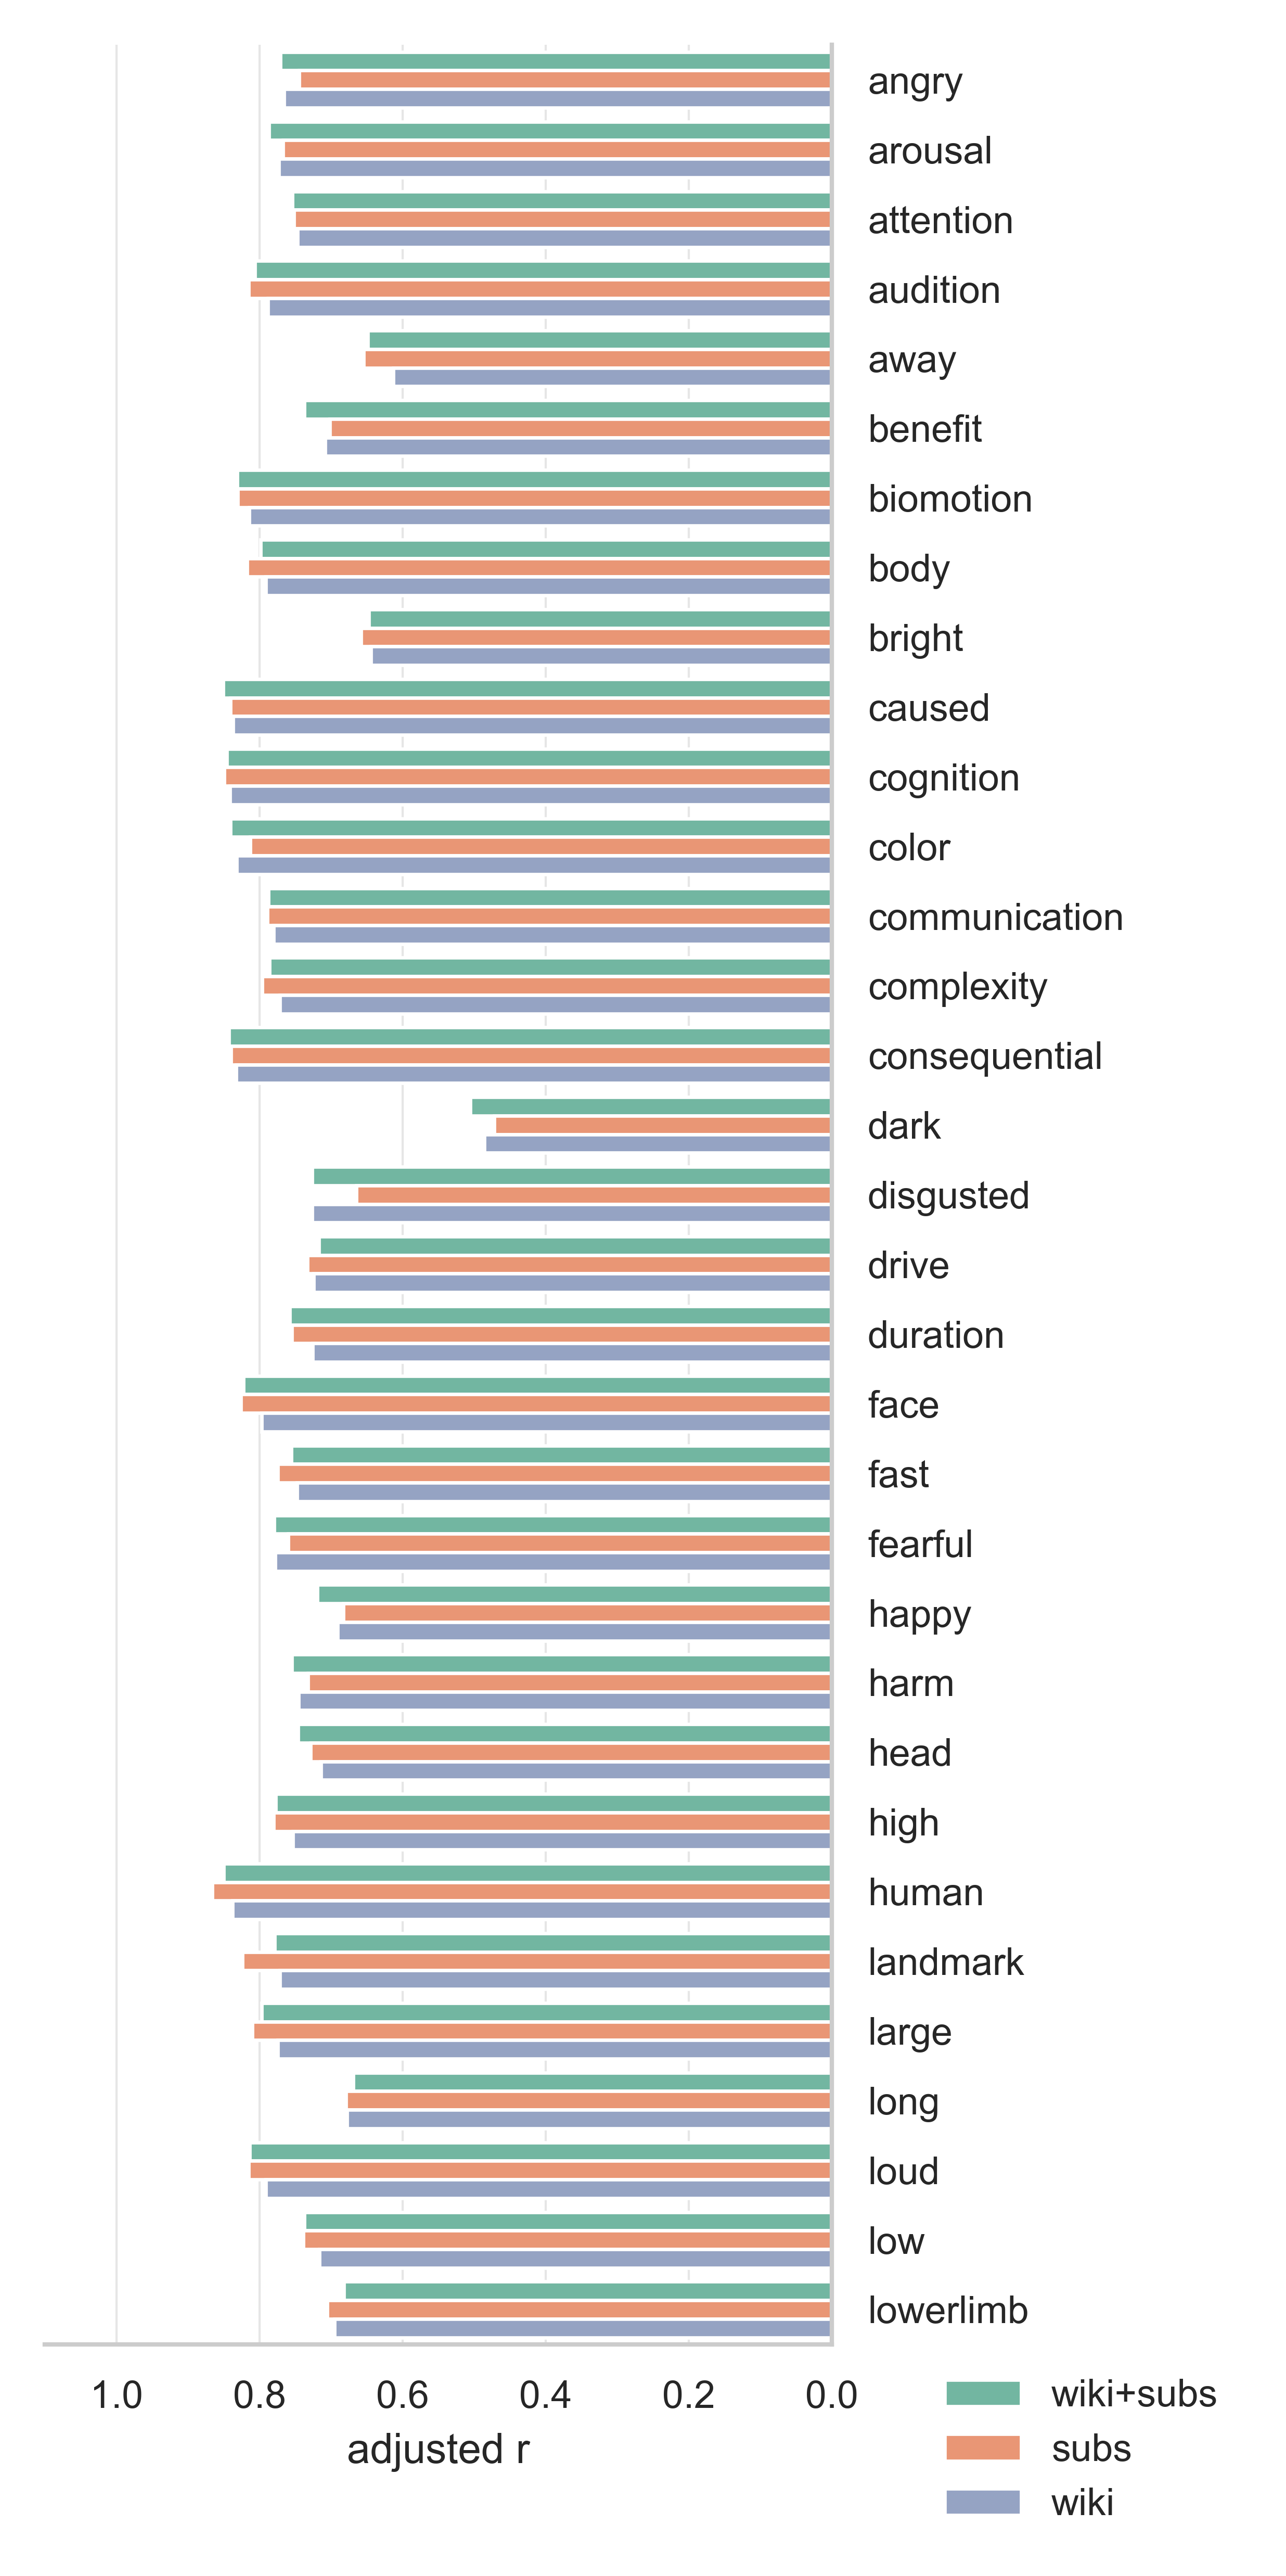 angry
arousal
attention
audition
away
benefit
biomotion
body
bright
caused
cognition
color
communication
complexity
consequential
dark
disgusted
drive
duration
face
fast
fearful
happy
harm
head
high
human
landmark
large
long
loud
low
lowerlimb
1.0 0.8 0.6 0.4 0.2 0.0
adjusted r
wiki+subs
subs
wiki